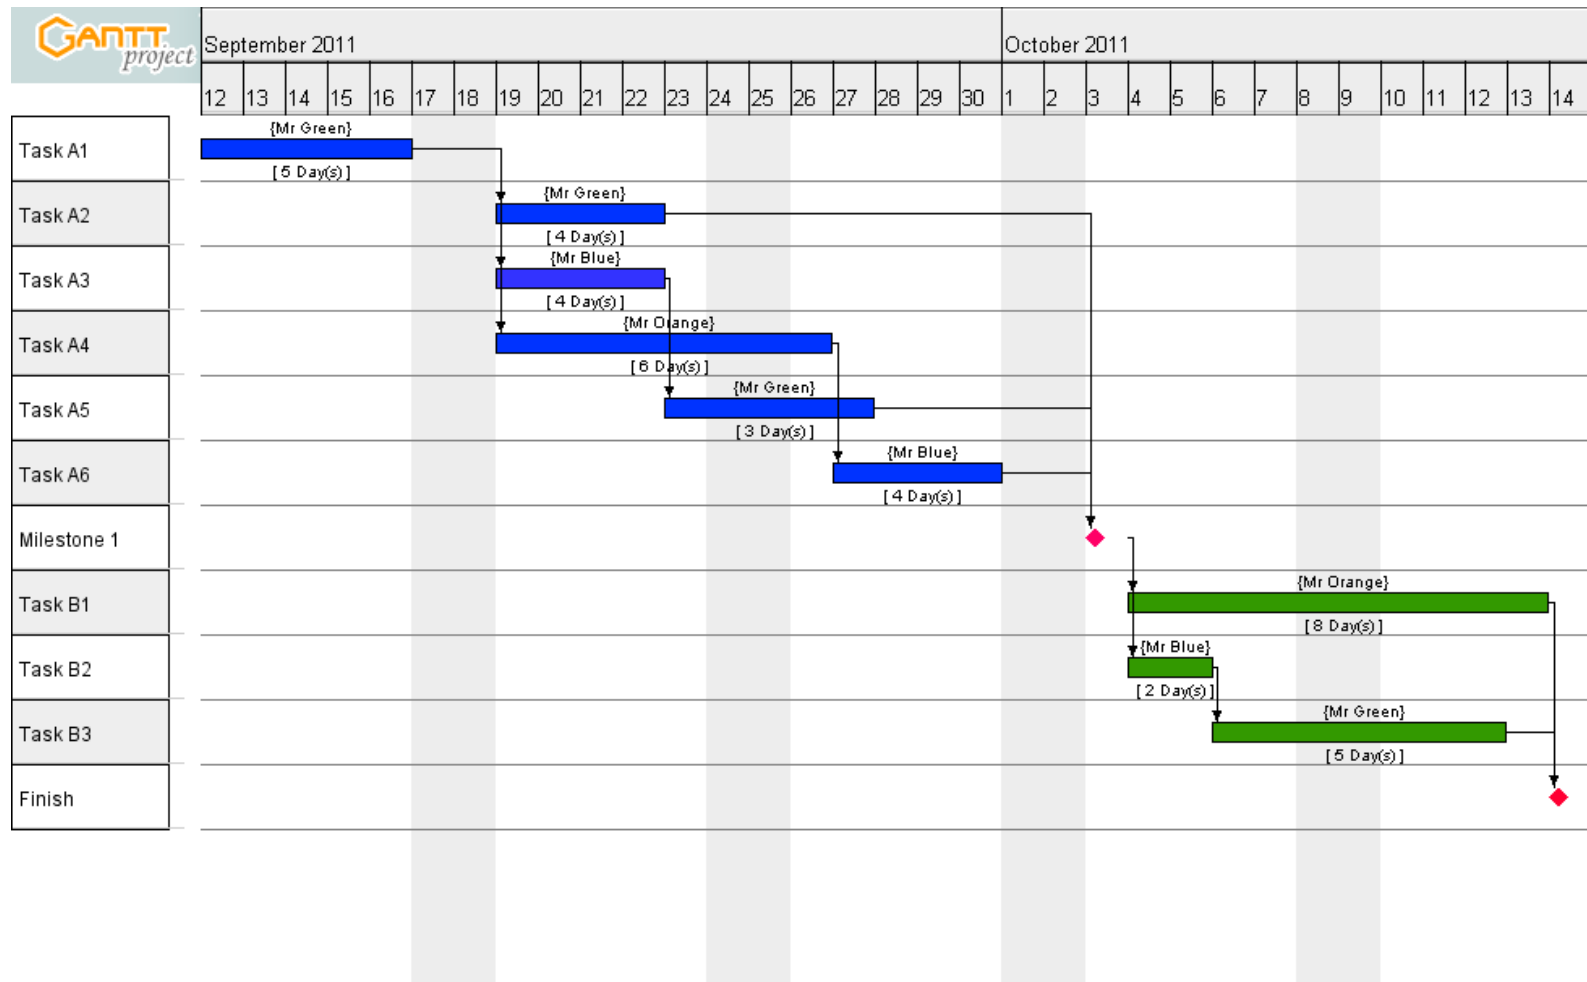 GANTT
project
September 2011
October 2011
12 13 14 15 16 17 18 19 20 21 22 23 24 25 26 27 28 29 30 1 2 3 4 5 6 7 8 9 10 11 12 13 14
{Mr Green}
Task A1
[ 5 Day(s) ]
{Mr Green}
Task A2
[ 4 Day(s) ]
{Mr Blue}
Task A3
[ 4 Day(s) ]
{Mr Orange}
Task A4
[ 6 Day(s) ]
{Mr Green}
Task A5
[ 3 Day(s) ]
{Mr Blue}
Task A6
[ 4 Day(s) ]
Milestone 1
{Mr Orange}
Task B1
[ 8 Day(s) ]
{Mr Blue}
Task B2
[ 2 Day(s) ]
{Mr Green}
Task B3
[ 5 Day(s) ]
Finish